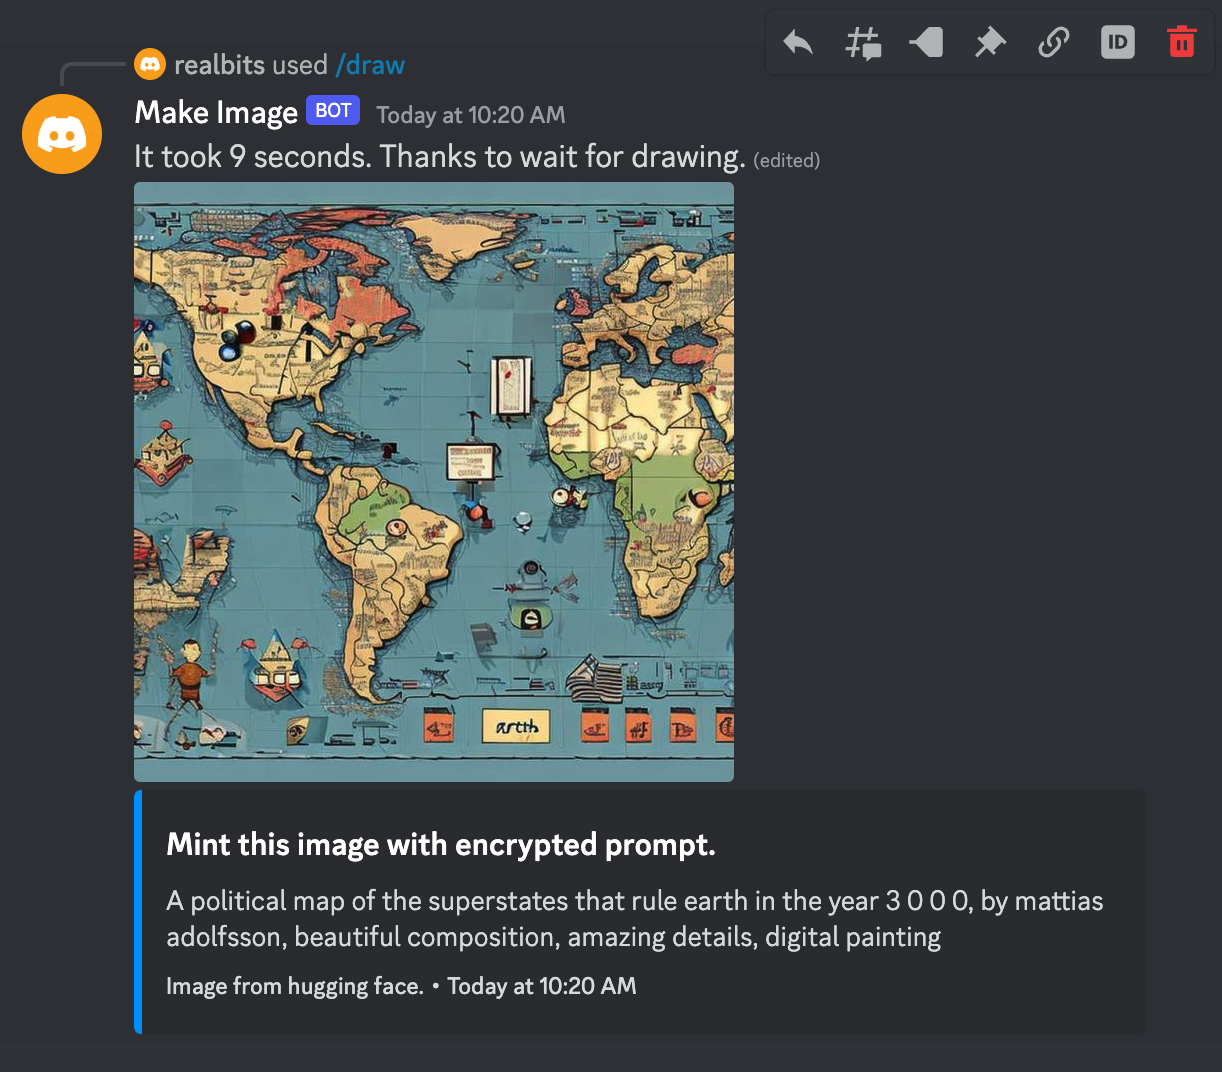 realbits used /draw
Make Image BOT Today at 10:20 AM
It took 9 seconds. Thanks to wait for drawing. (edited)
artth
Mint this image with encrypted prompt.
A political map of the superstates that rule earth in the year 3 0 0 0, by mattias
adolfsson, beautiful composition, amazing details, digital painting
Image from hugging face. • Today at 10:20 AM
ID